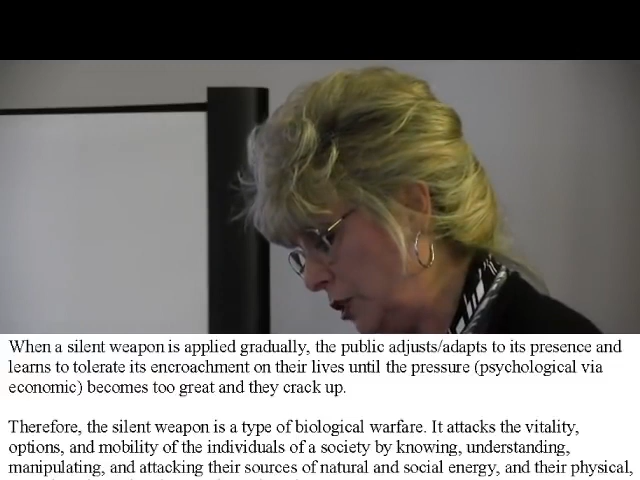 When a silent weapon is applied gradually, the public adjusts/adapts to its presence and
learns to tolerate its encroachment on their lives until the pressure (psychological via
economic) becomes too great and they crack up.
Therefore, the silent weapon is a type of biological warfare. It attacks the vitality,
options, and mobility of the individuals of a society by knowing, understanding,
manipulating, and attacking their sources of natural and social energy, and their physical,